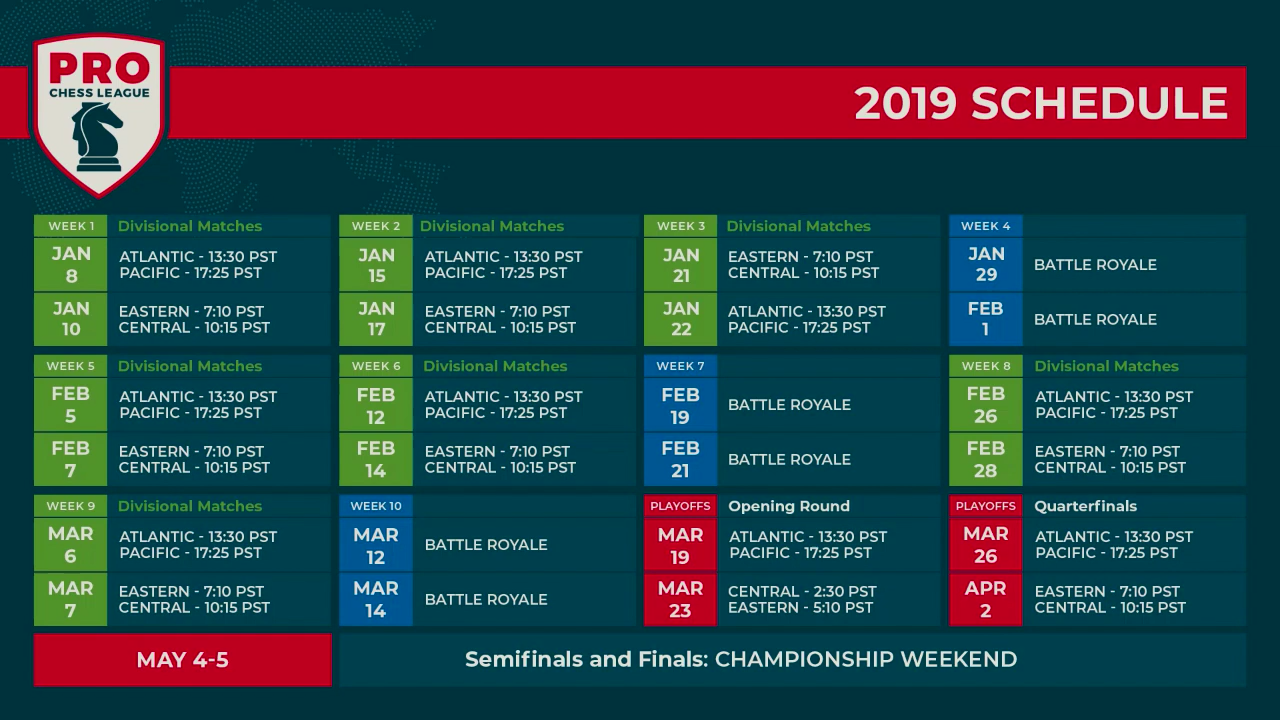 PRO
CHESS LEAGUE
2019 SCHEDULE
WEEK 1 Divisional Matches
JAN 8
ATLANTIC - 13:30 PST
PACIFIC - 17:25 PST
JAN 10
EASTERN - 7:10 PST
CENTRAL - 10:15 PST
WEEK 2 Divisional Matches
JAN 15
ATLANTIC - 13:30 PST
PACIFIC - 17:25 PST
JAN 17
EASTERN - 7:10 PST
CENTRAL - 10:15 PST
WEEK 3 Divisional Matches
JAN 21
EASTERN - 7:10 PST
CENTRAL - 10:15 PST
JAN 22
ATLANTIC - 13:30 PST
PACIFIC - 17:25 PST
WEEK 4
JAN 29
BATTLE ROYALE
FEB 1
BATTLE ROYALE
WEEK 5 Divisional Matches
FEB 5
ATLANTIC - 13:30 PST
PACIFIC - 17:25 PST
FEB 7
EASTERN - 7:10 PST
CENTRAL - 10:15 PST
WEEK 6 Divisional Matches
FEB 12
ATLANTIC - 13:30 PST
PACIFIC - 17:25 PST
FEB 14
EASTERN - 7:10 PST
CENTRAL - 10:15 PST
WEEK 7
FEB 19
BATTLE ROYALE
FEB 21
BATTLE ROYALE
WEEK 8 Divisional Matches
FEB 26
ATLANTIC - 13:30 PST
PACIFIC - 17:25 PST
FEB 28
EASTERN - 7:10 PST
CENTRAL - 10:15 PST
WEEK 9 Divisional Matches
MAR 6
ATLANTIC - 13:30 PST
PACIFIC - 17:25 PST
MAR 7
EASTERN - 7:10 PST
CENTRAL - 10:15 PST
WEEK 10
MAR 12
BATTLE ROYALE
MAR 14
BATTLE ROYALE
PLAYOFFS Opening Round
MAR 19
ATLANTIC - 13:30 PST
PACIFIC - 17:25 PST
MAR 23
CENTRAL - 2:30 PST
EASTERN - 5:10 PST
PLAYOFFS Quarterfinals
MAR 26
ATLANTIC - 13:30 PST
PACIFIC - 17:25 PST
APR 2
EASTERN - 7:10 PST
CENTRAL - 10:15 PST
MAY 4-5
Semifinals and Finals: CHAMPIONSHIP WEEKEND